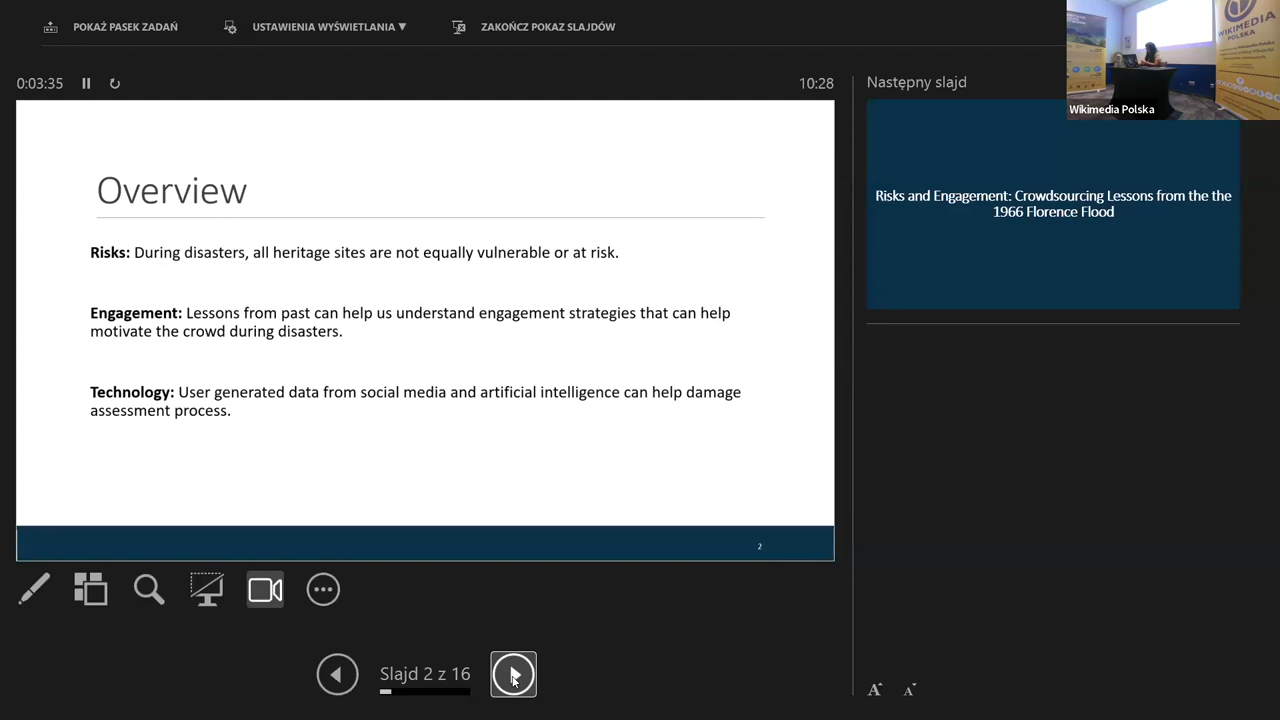 POKAŻ PASEK ZADAŃ
USTAWIENIA WYŚWIETLANIA ▼
ZAKOŃCZ POKAZ SLAJDÓW
WIKIMEDIA
POLSKA
Wikimedia Polska
0:03:35
10:28
Następny slajd
Overview
Risks: During disasters, all heritage sites are not equally vulnerable or at risk.
Engagement: Lessons from past can help us understand engagement strategies that can help
motivate the crowd during disasters.
Technology: User generated data from social media and artificial intelligence can help damage
assessment process.
2
Risks and Engagement: Crowdsourcing Lessons from the the
1966 Florence Flood
Slajd 2 z 16
A A